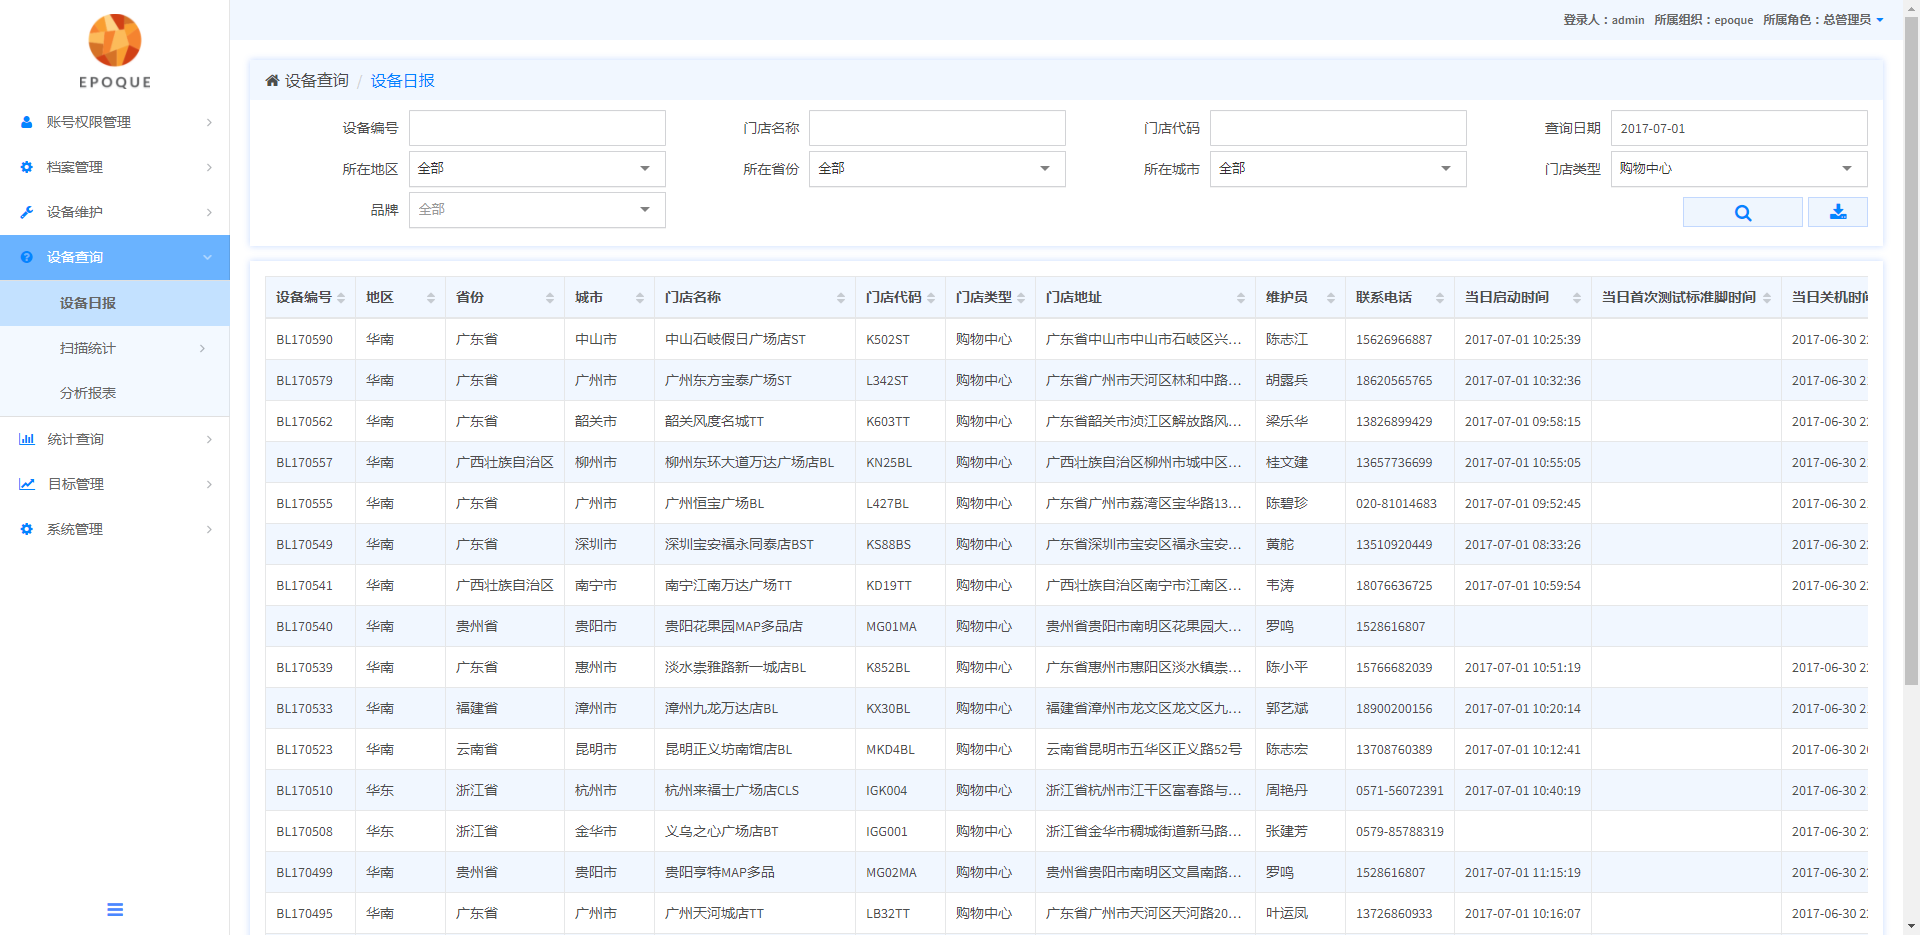 登录人：admin 所属组织：epoque 所属角色：总管理员
EPOQUE
账号权限管理
档案管理
设备维护
设备查询
设备日报
扫描统计
分析报表
统计查询
目标管理
系统管理
设备查询 / 设备日报
设备编号 门店名称 门店代码 查询日期 2017-07-01
所在地区 全部 所在省份 全部 所在城市 全部 门店类型 购物中心
品牌 全部
设备编号 地区 省份 城市 门店名称 门店代码 门店类型 门店地址 维护员 联系电话 当日启动时间 当日首次测试标准脚时间 当日关机时间
BL170590 华南 广东省 中山市 中山石岐假日广场店ST K502ST 购物中心 广东省中山市中山市石岐区兴... 陈志江 15626966887 2017-07-01 10:25:39 2017-06-30 2
BL170579 华南 广东省 广州市 广州东方宝泰广场ST L342ST 购物中心 广东省广州市天河区林和中路... 胡露兵 18620565765 2017-07-01 10:32:36 2017-06-30 2
BL170562 华南 广东省 韶关市 韶关风度名城TT K603TT 购物中心 广东省韶关市浈江区解放路风... 梁乐华 13826899429 2017-07-01 09:58:15 2017-06-30 2
BL170557 华南 广西壮族自治区 柳州市 柳州东环大道万达广场店BL KN25BL 购物中心 广西壮族自治区柳州市城中区... 桂文建 13657736699 2017-07-01 10:55:05 2017-06-30 2
BL170555 华南 广东省 广州市 广州恒宝广场BL L427BL 购物中心 广东省广州市荔湾区宝华路13... 陈碧珍 020-81014683 2017-07-01 09:52:45 2017-06-30 2
BL170549 华南 广东省 深圳市 深圳宝安福永同泰店BST KS88BS 购物中心 广东省深圳市宝安区福永宝安... 黄舵 13510920449 2017-07-01 08:33:26 2017-06-30 2
BL170541 华南 广西壮族自治区 南宁市 南宁江南万达广场TT KD19TT 购物中心 广西壮族自治区南宁市江南区... 韦涛 18076636725 2017-07-01 10:59:54 2017-06-30 2
BL170540 华南 贵州省 贵阳市 贵阳花果园MAP多品店 MG01MA 购物中心 贵州省贵阳市南明区花果园大... 罗鸣 1528616807
BL170539 华南 广东省 惠州市 淡水崇雅路新一城店BL K852BL 购物中心 广东省惠州市惠阳区淡水镇崇... 陈小平 15766682039 2017-07-01 10:51:19 2017-06-30 2
BL170533 华南 福建省 漳州市 漳州九龙万达店BL KX30BL 购物中心 福建省漳州市龙文区龙文区九... 郭艺斌 18900200156 2017-07-01 10:20:14 2017-06-30 2
BL170523 华南 云南省 昆明市 昆明正义坊南馆店BL MKD4BL 购物中心 云南省昆明市五华区正义路52号 陈志宏 13708760389 2017-07-01 10:12:41 2017-06-30 2
BL170510 华东 浙江省 杭州市 杭州来福士广场店CLS IGK004 购物中心 浙江省杭州市江干区富春路与... 周艳丹 0571-56072391 2017-07-01 10:40:19 2017-06-30 2
BL170508 华东 浙江省 金华市 义乌之心广场店BT IGG001 购物中心 浙江省金华市稠城街道新马路... 张建芳 0579-85788319 2017-06-30 2
BL170499 华南 贵州省 贵阳市 贵阳亨特MAP多品 MG02MA 购物中心 贵州省贵阳市南明区文昌南路... 罗鸣 1528616807 2017-07-01 11:15:19 2017-06-30 2
BL170495 华南 广东省 广州市 广州天河城店TT LB32TT 购物中心 广东省广州市天河区天河路20... 叶运凤 13726860933 2017-07-01 10:16:07 2017-06-30 2